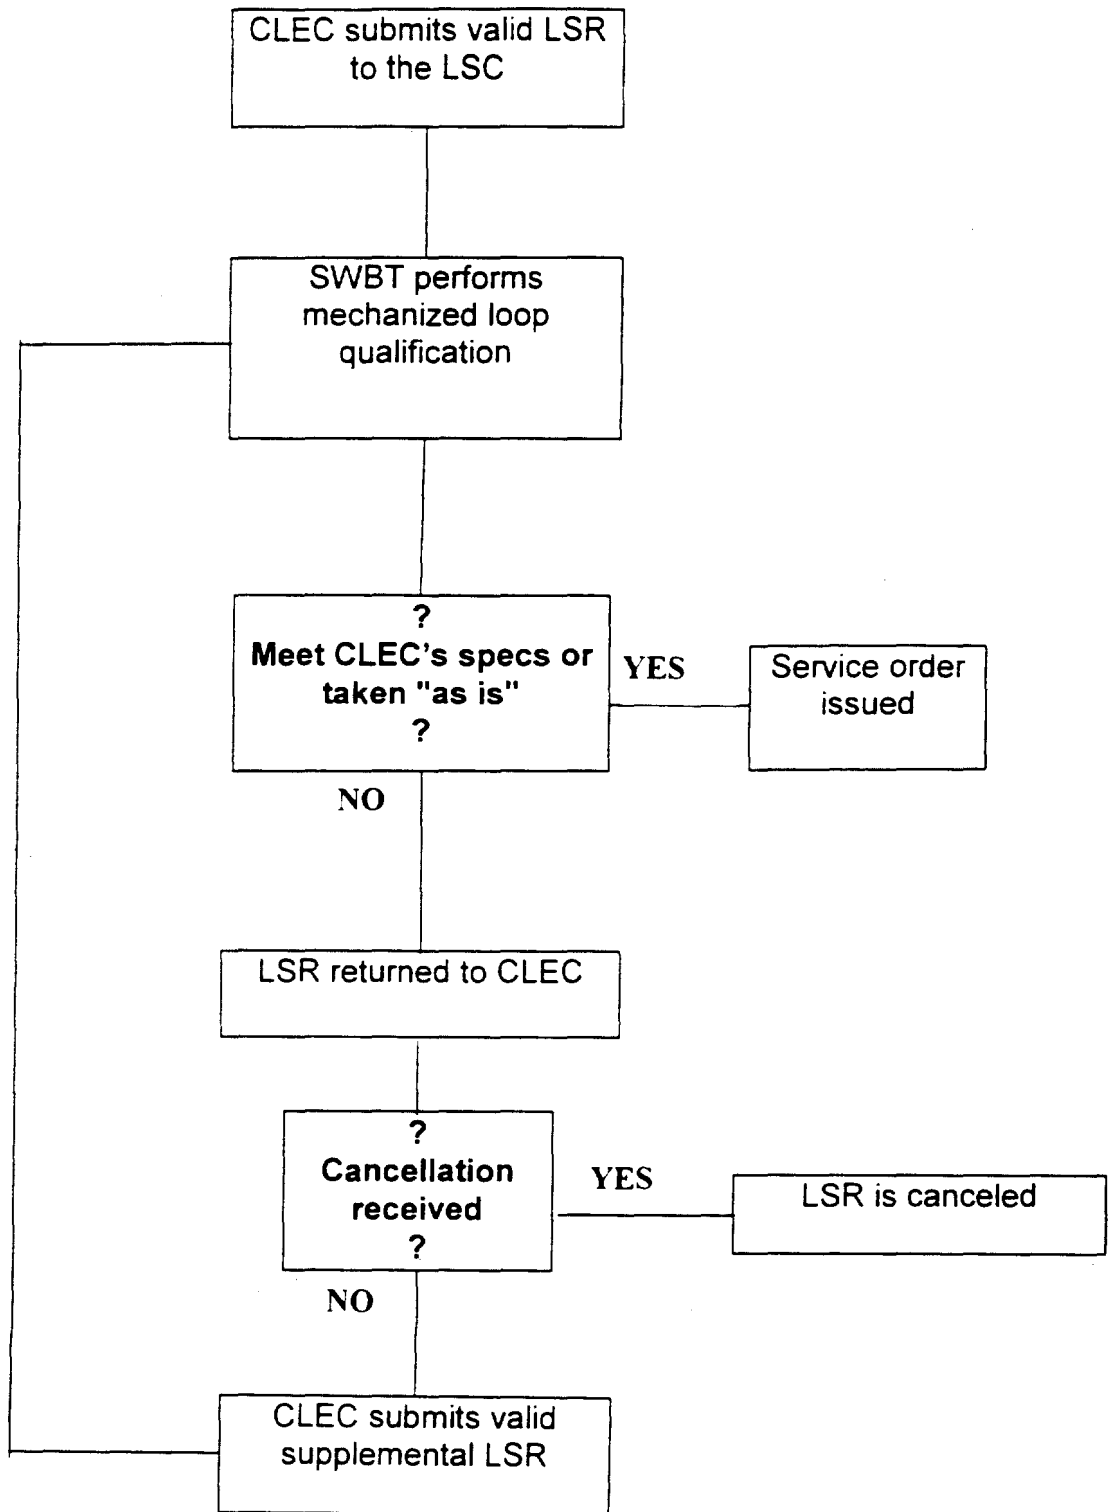 CLEC submits valid LSR
to the LSC
SWBT performs
mechanized loop
qualification
?
Meet CLEC's specs or
taken "as is"
?
YES
Service order
issued
NO
LSR returned to CLEC
?
Cancellation
received
?
YES
LSR is canceled
NO
CLEC submits valid
supplemental LSR